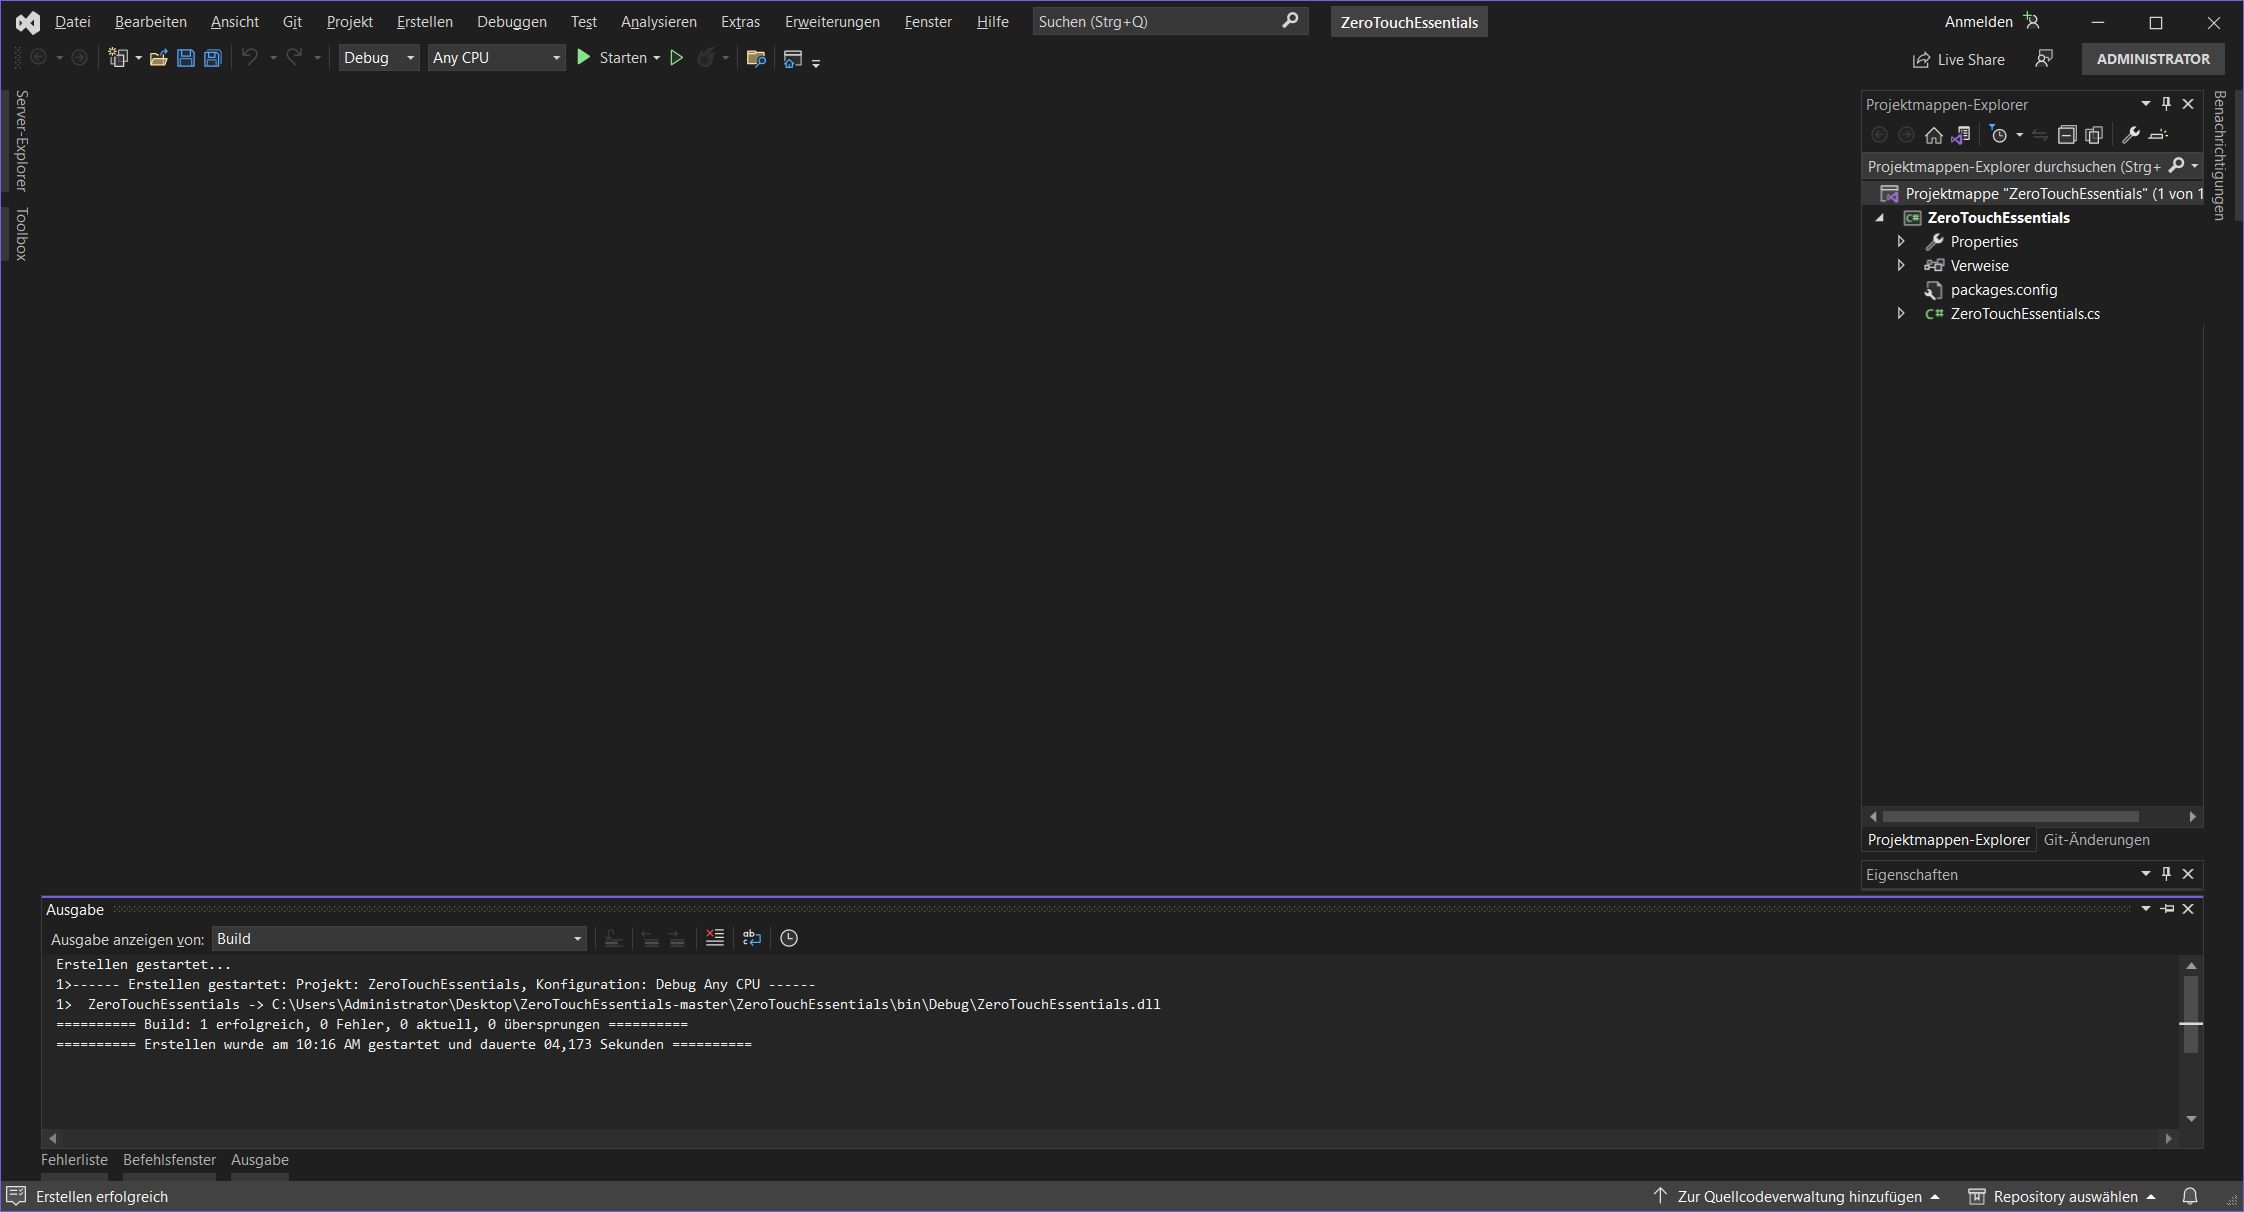 Datei Bearbeiten Ansicht Git Projekt Erstellen Debuggen Test Analysieren Extras Erweiterungen Fenster Hilfe Suchen (Strg+Q) ZeroTouchEssentials Anmelden
Debug Any CPU Starten Live Share ADMINISTRATOR
Server-Explorer
Toolbox
Projektmappen-Explorer
Projektmappen-Explorer durchsuchen (Strg+
Projektmappe "ZeroTouchEssentials" (1 von 1
ZeroTouchEssentials
Properties
Verweise
packages.config
C# ZeroTouchEssentials.cs
Benachrichtigungen
Projektmappen-Explorer Git-Änderungen
Eigenschaften
Ausgabe
Ausgabe anzeigen von: Build
Erstellen gestartet...
1>------ Erstellen gestartet: Projekt: ZeroTouchEssentials, Konfiguration: Debug Any CPU ------
1>  ZeroTouchEssentials -> C:\Users\Administrator\Desktop\ZeroTouchEssentials-master\ZeroTouchEssentials\bin\Debug\ZeroTouchEssentials.dll
========== Build: 1 erfolgreich, 0 Fehler, 0 aktuell, 0 übersprungen ==========
========== Erstellen wurde am 10:16 AM gestartet und dauerte 04,173 Sekunden ==========
Fehlerliste Befehlsfenster Ausgabe
Erstellen erfolgreich Zur Quellcodeverwaltung hinzufügen Repository auswählen